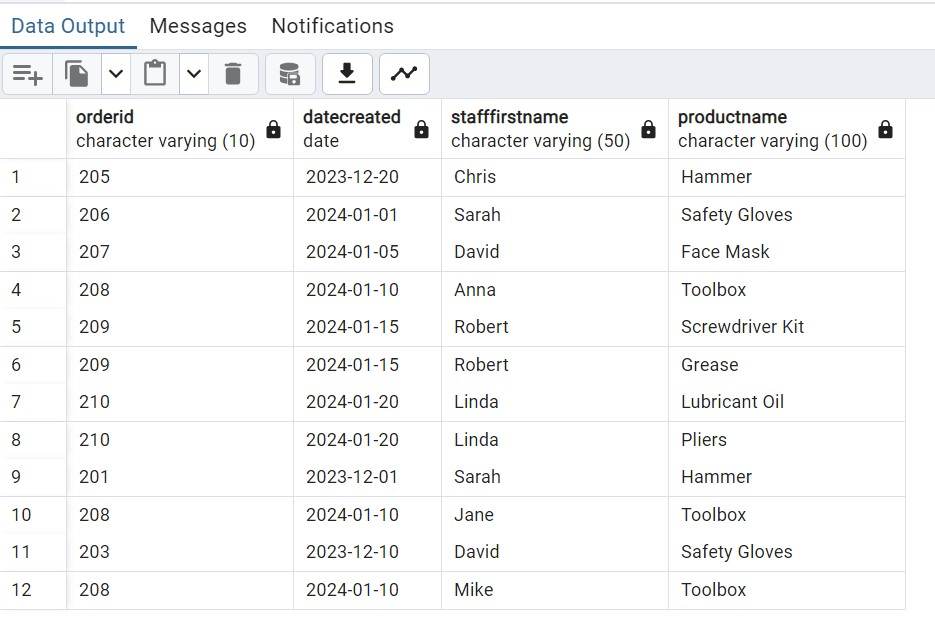 Data Output Messages Notifications
orderid datecreated stafffirstname productname
character varying (10) date character varying (50) character varying (100)
1 205 2023-12-20 Chris Hammer
2 206 2024-01-01 Sarah Safety Gloves
3 207 2024-01-05 David Face Mask
4 208 2024-01-10 Anna Toolbox
5 209 2024-01-15 Robert Screwdriver Kit
6 209 2024-01-15 Robert Grease
7 210 2024-01-20 Linda Lubricant Oil
8 210 2024-01-20 Linda Pliers
9 201 2023-12-01 Sarah Hammer
10 208 2024-01-10 Jane Toolbox
11 203 2023-12-10 David Safety Gloves
12 208 2024-01-10 Mike Toolbox